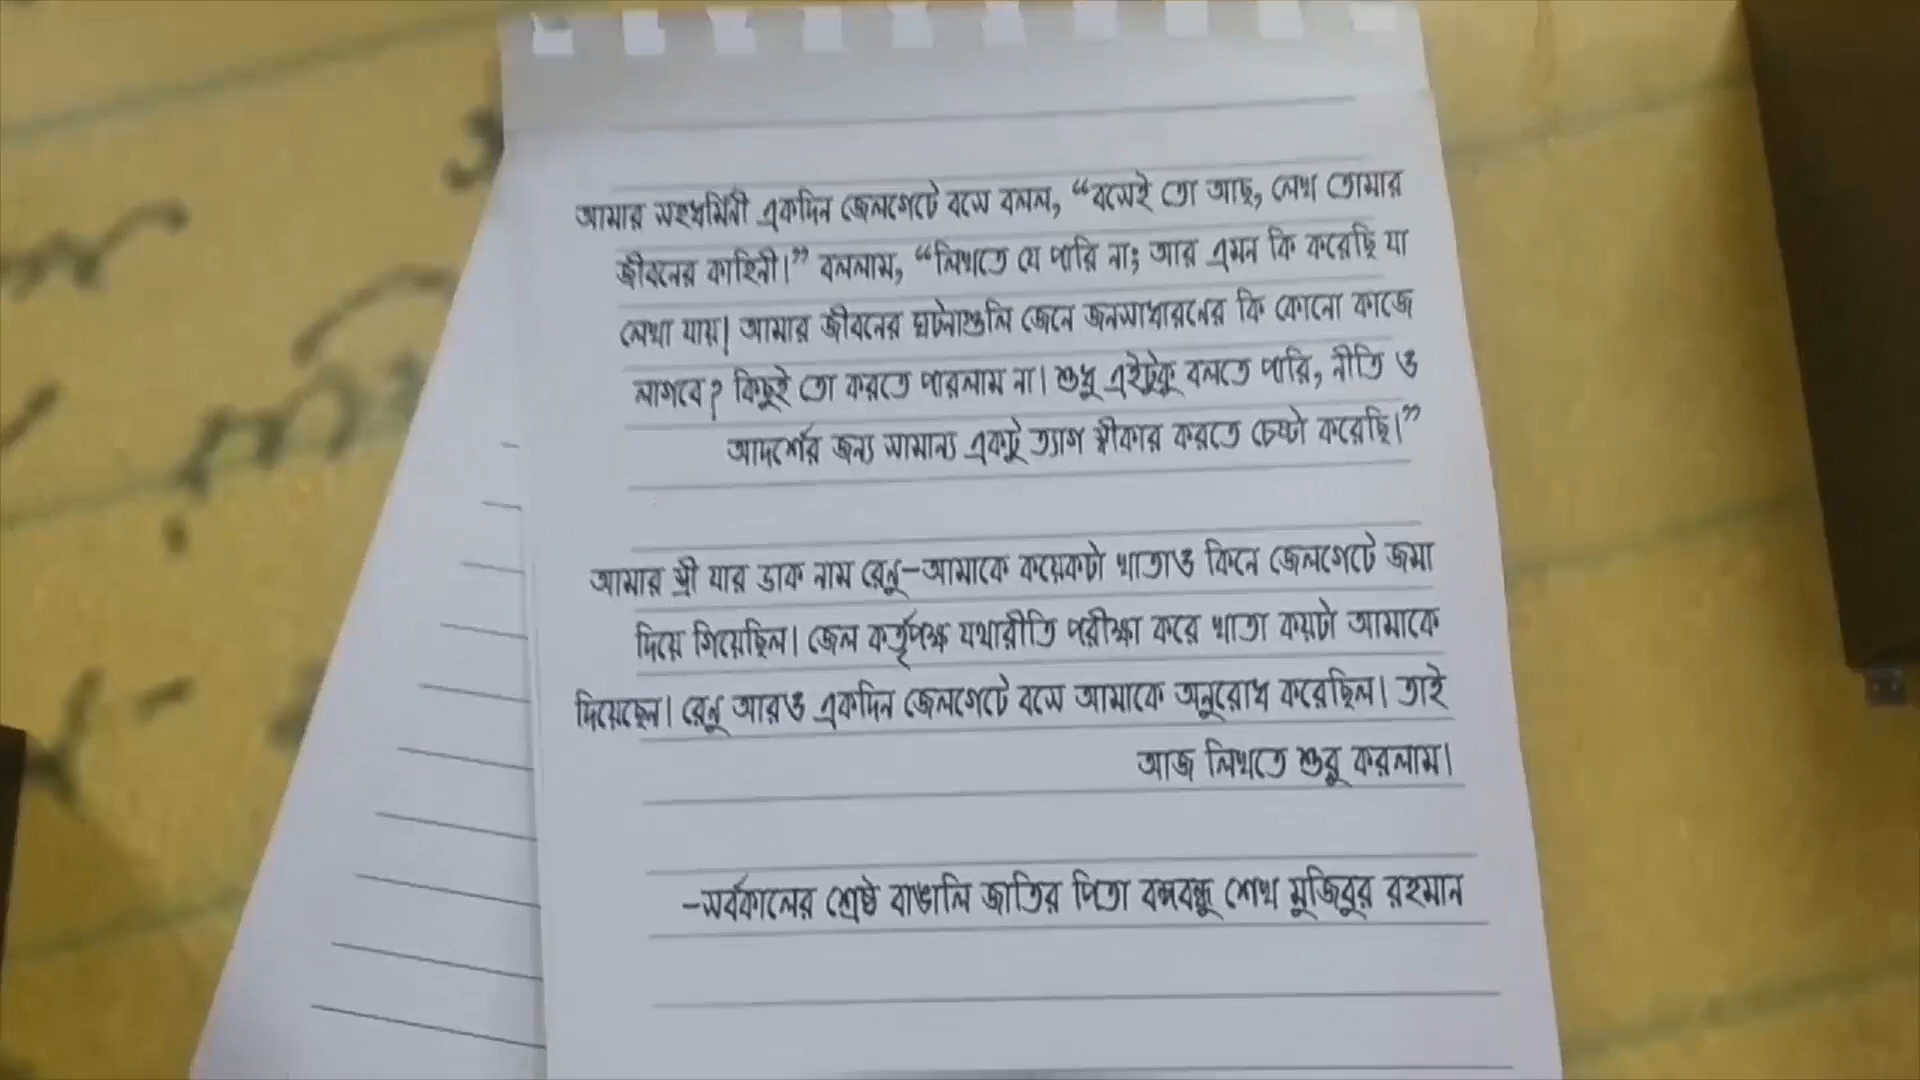 আমার সহধর্মিনী একদিন জেলগেটে বসে বলল, “বসেই তো আছ, লেখ তোমার
জীবনের কাহিনী।” বললাম, “লিখতে যে পারি না; আর এমন কি করেছি যা
লেখা যায়! আমার জীবনের ঘটনাগুলি জেনে জনসাধারনের কি কোনো কাজে
লাগবে? কিছুই তো করতে পারলাম না। শুধু এইটুকু বলতে পারি, নীতি ও
আদর্শের জন্য সামান্য একটু ত্যাগ স্বীকার করতে চেষ্টা করেছি।”
আমার স্ত্রী যার ডাক নাম রেনু-আমাকে কয়েকটা খাতাও কিনে জেলগেটে জমা
দিয়ে গিয়েছিল। জেল কর্তৃপক্ষ যথারীতি পরীক্ষা করে খাতা কয়টা আমাকে
দিয়েছেন। রেনু আরও একদিন জেলগেটে বসে আমাকে অনুরোধ করেছিল। তাই
আজ লিখতে শুরু করলাম।
-সর্বকালের শ্রেষ্ঠ বাঙালি জাতির পিতা বঙ্গবন্ধু শেখ মুজিবুর রহমান